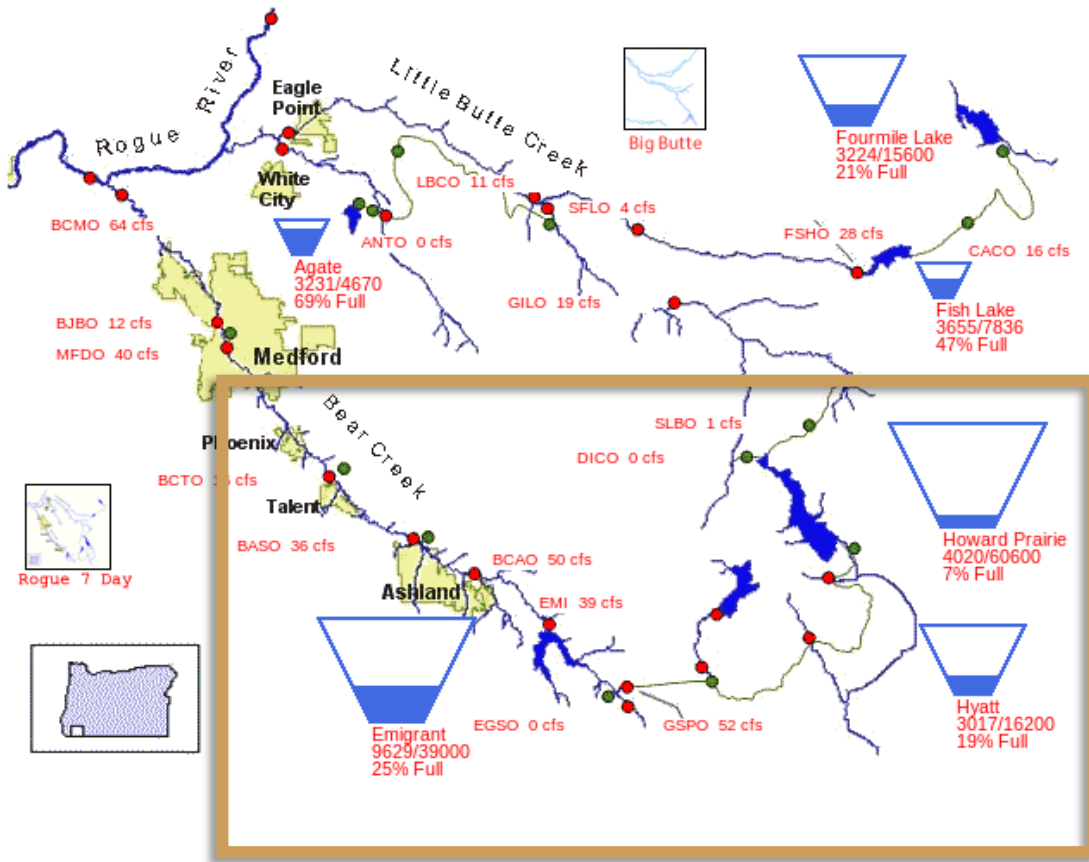 Rogue River
Eagle
Point
Little Butte Creek
Big Butte
Fourmile Lake
3224/15600
21% Full
White
City
LBCO 11 cfs
SFLO 4 cfs
BCMO 64 cfs
ANTO 0 cfs
FSHO 28 cfs
CACO 16 cfs
Agate
3231/4670
69% Full
GILO 19 cfs
Fish Lake
3655/7836
47% Full
BJBO 12 cfs
MFDO 40 cfs
Medford
Bear Creek
SLBO 1 cfs
Phoenix
DICO 0 cfs
BCTO cfs
Talent
Howard Prairie
4020/60600
7% Full
BASO 36 cfs
BCAO 50 cfs
Rogue 7 Day
Ashland
EMI 39 cfs
EGSO 0 cfs
GSPO 52 cfs
Hyatt
3017/16200
19% Full
Emigrant
9629/39000
25% Full